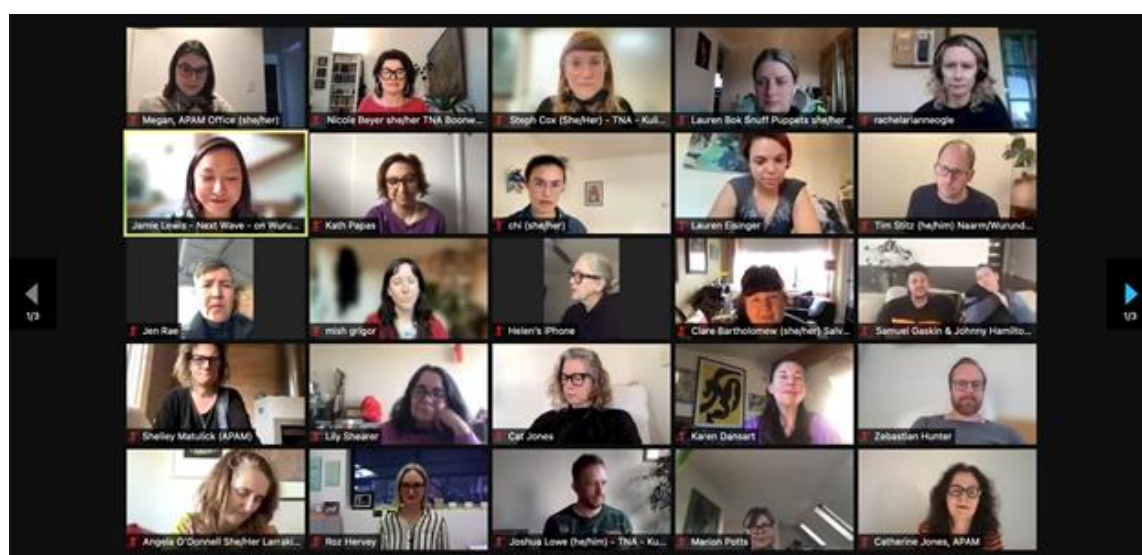 Megan, APAM Office (she/her)
Nicole Beyer she/her TNA Boonw...
Steph Cox (She/Her) - TNA - Kuli...
Lauren Bok Snuff Puppets she/her
rachelarianneogle
Jamie Lewis - Next Wave - on Wuru...
Kath Papas
chi (she/her)
Lauren Eisinger
Tim Stitz (he/him) Naarm/Wurund...
1/3
Jen Rae
mish grigor
Helen's iPhone
Clare Bartholomew (she/her) Salv...
Samuel Gaskin & Johnny Hamilto...
1/3
Shelley Matulick (APAM)
Lily Shearer
Cat Jones
Karen Dansart
Zebastian Hunter
Angela O'Donnell She/Her Larraki...
Roz Hervey
Joshua Lowe (he/him) - TNA - Ku...
Marion Potts
Catherine Jones, APAM